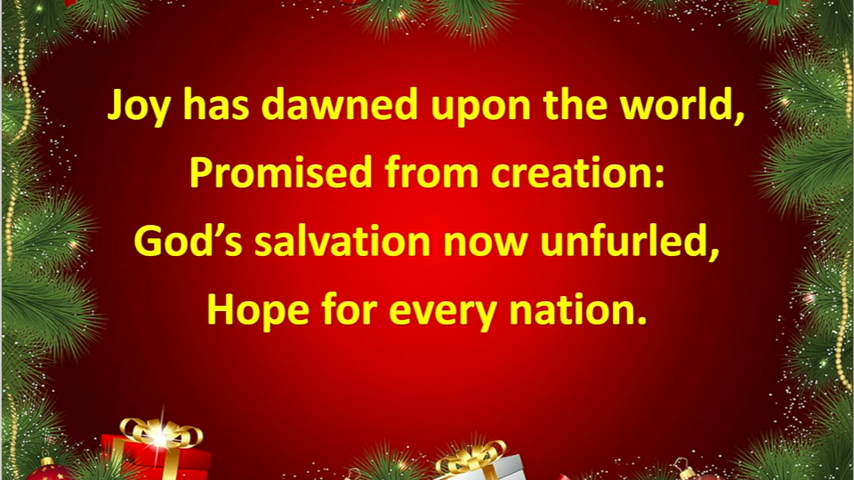 Joy has dawned upon the world,
Promised from creation:
God’s salvation now unfurled,
Hope for every nation.